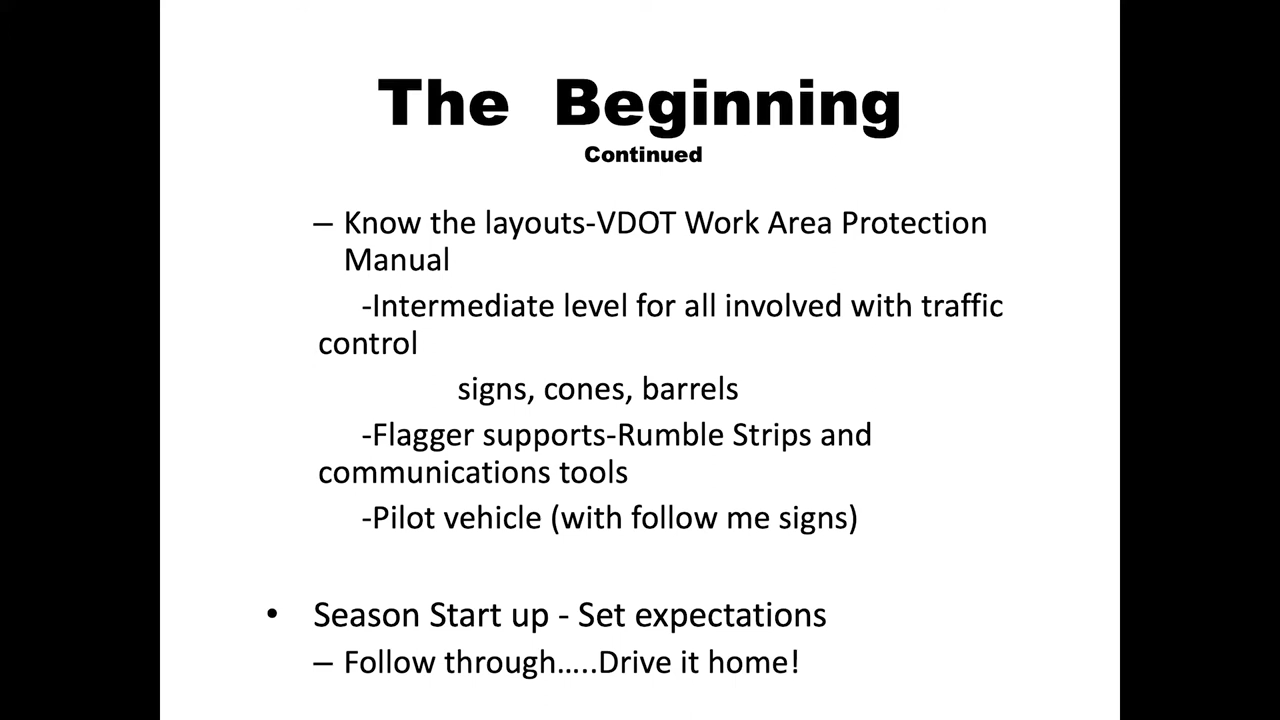 The Beginning
Continued
– Know the layouts-VDOT Work Area Protection
Manual
-Intermediate level for all involved with traffic
control
signs, cones, barrels
-Flagger supports-Rumble Strips and
communications tools
-Pilot vehicle (with follow me signs)
• Season Start up - Set expectations
– Follow through…..Drive it home!